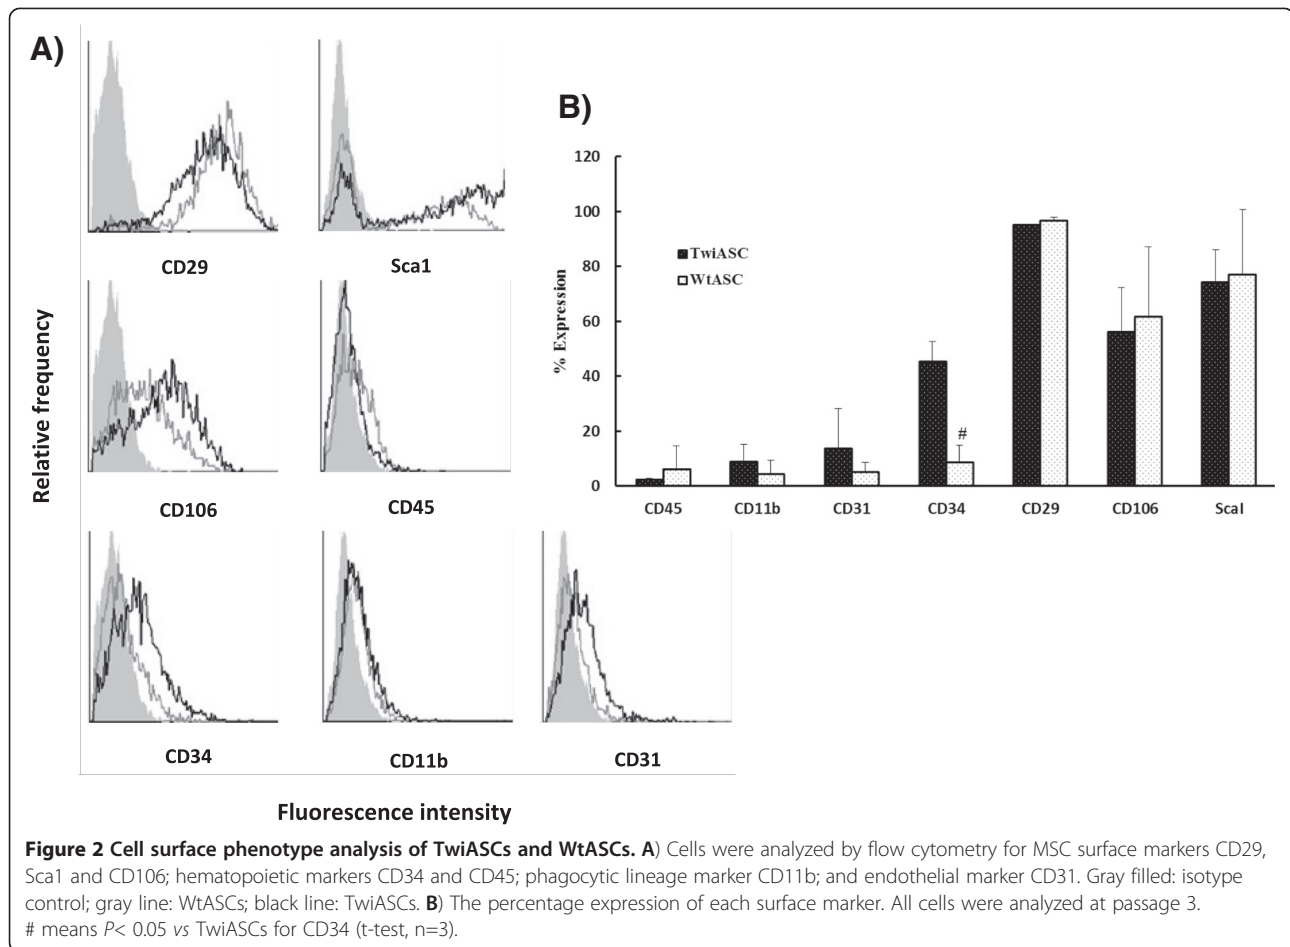 A)
CD29
Sca1
CD106
CD45
CD34
CD11b
CD31
Relative frequency
Fluorescence intensity
B)
120
100
80
60
40
20
0
% Expression
TwiASC
WtASC
#
CD45 CD11b CD31 CD34 CD29 CD106 ScaI
Figure 2 Cell surface phenotype analysis of TwiASCs and WtASCs. A) Cells were analyzed by flow cytometry for MSC surface markers CD29,
Sca1 and CD106; hematopoietic markers CD34 and CD45; phagocytic lineage marker CD11b; and endothelial marker CD31. Gray filled: isotype
control; gray line: WtASCs; black line: TwiASCs. B) The percentage expression of each surface marker. All cells were analyzed at passage 3.
# means P< 0.05 vs TwiASCs for CD34 (t-test, n=3).